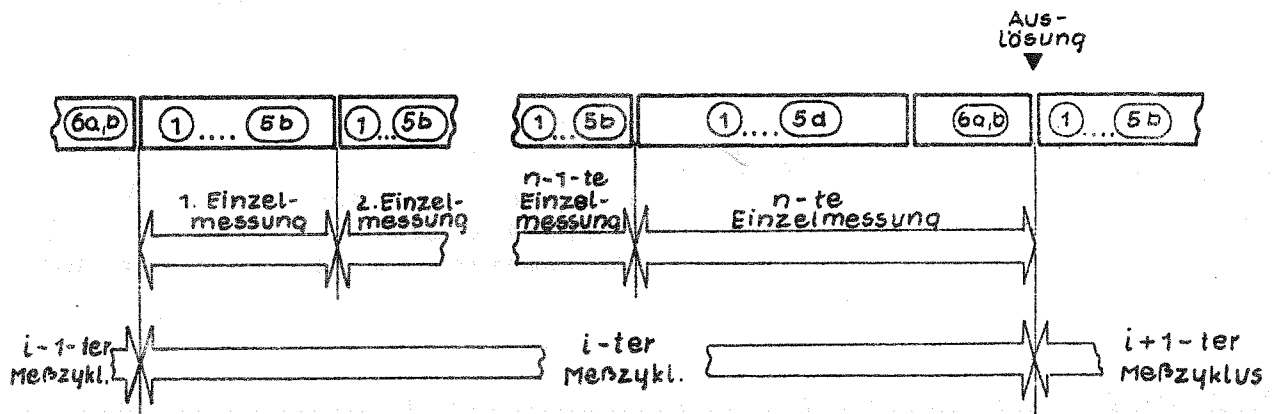 Aus-
lösung
6a,b 1 .... 5b 1 ... 5b 1 ... 5b 1 .... 5d 6a,b 1 .... 5b
1. Einzel-
messung
2. Einzel-
messung
n-1-te
Einzel-
messung
n-te
Einzelmessung
i-1-ter
Meßzykl.
i-ter
Meßzykl.
i+1-ter
Meßzyklus